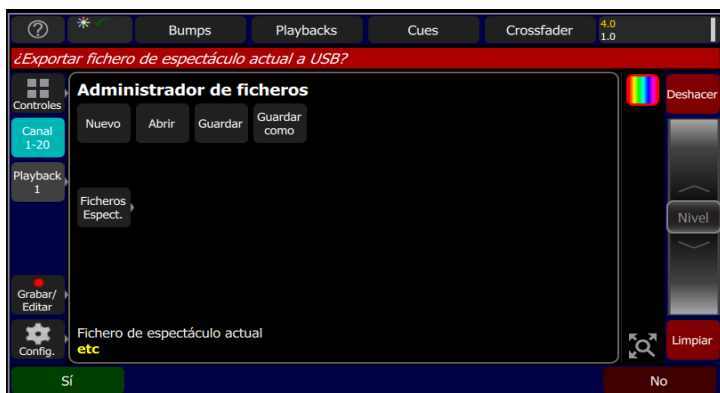 ?
Bumps
Playbacks
Cues
Crossfader
4.0
1.0
¿Exportar fichero de espectáculo actual a USB?
Controles
Canal
1-20
Playback
1
Grabar/
Editar
Config.
Administrador de ficheros
Nuevo
Abrir
Guardar
Guardar
como
Ficheros
Espect.
Fichero de espectáculo actual
etc
Deshacer
Nivel
Limpiar
Sí
No